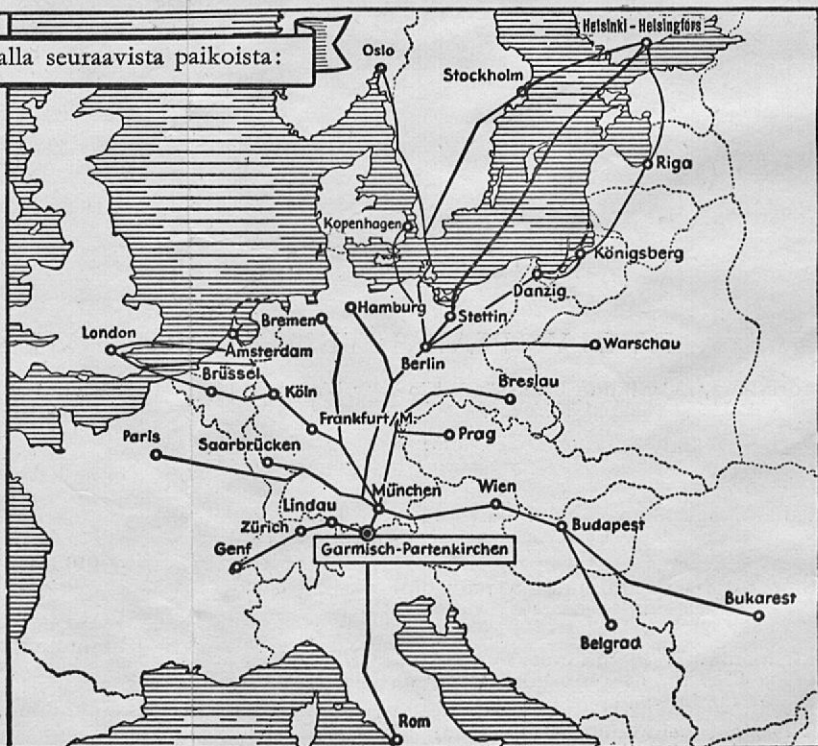 alla seuraavista paikoista:
Helsinki - Helsingfors
Oslo
Stockholm
Riga
Kopenhagen
Königsberg
Danzig
Hamburg
Bremen
Stettin
London
Amsterdam
Berlin
Warschau
Brüssel
Köln
Breslau
Frankfurt/M.
Paris
Saarbrücken
Prag
München
Wien
Lindau
Zürich
Budapest
Genf
Garmisch-Partenkirchen
Bukarest
Belgrad
Rom